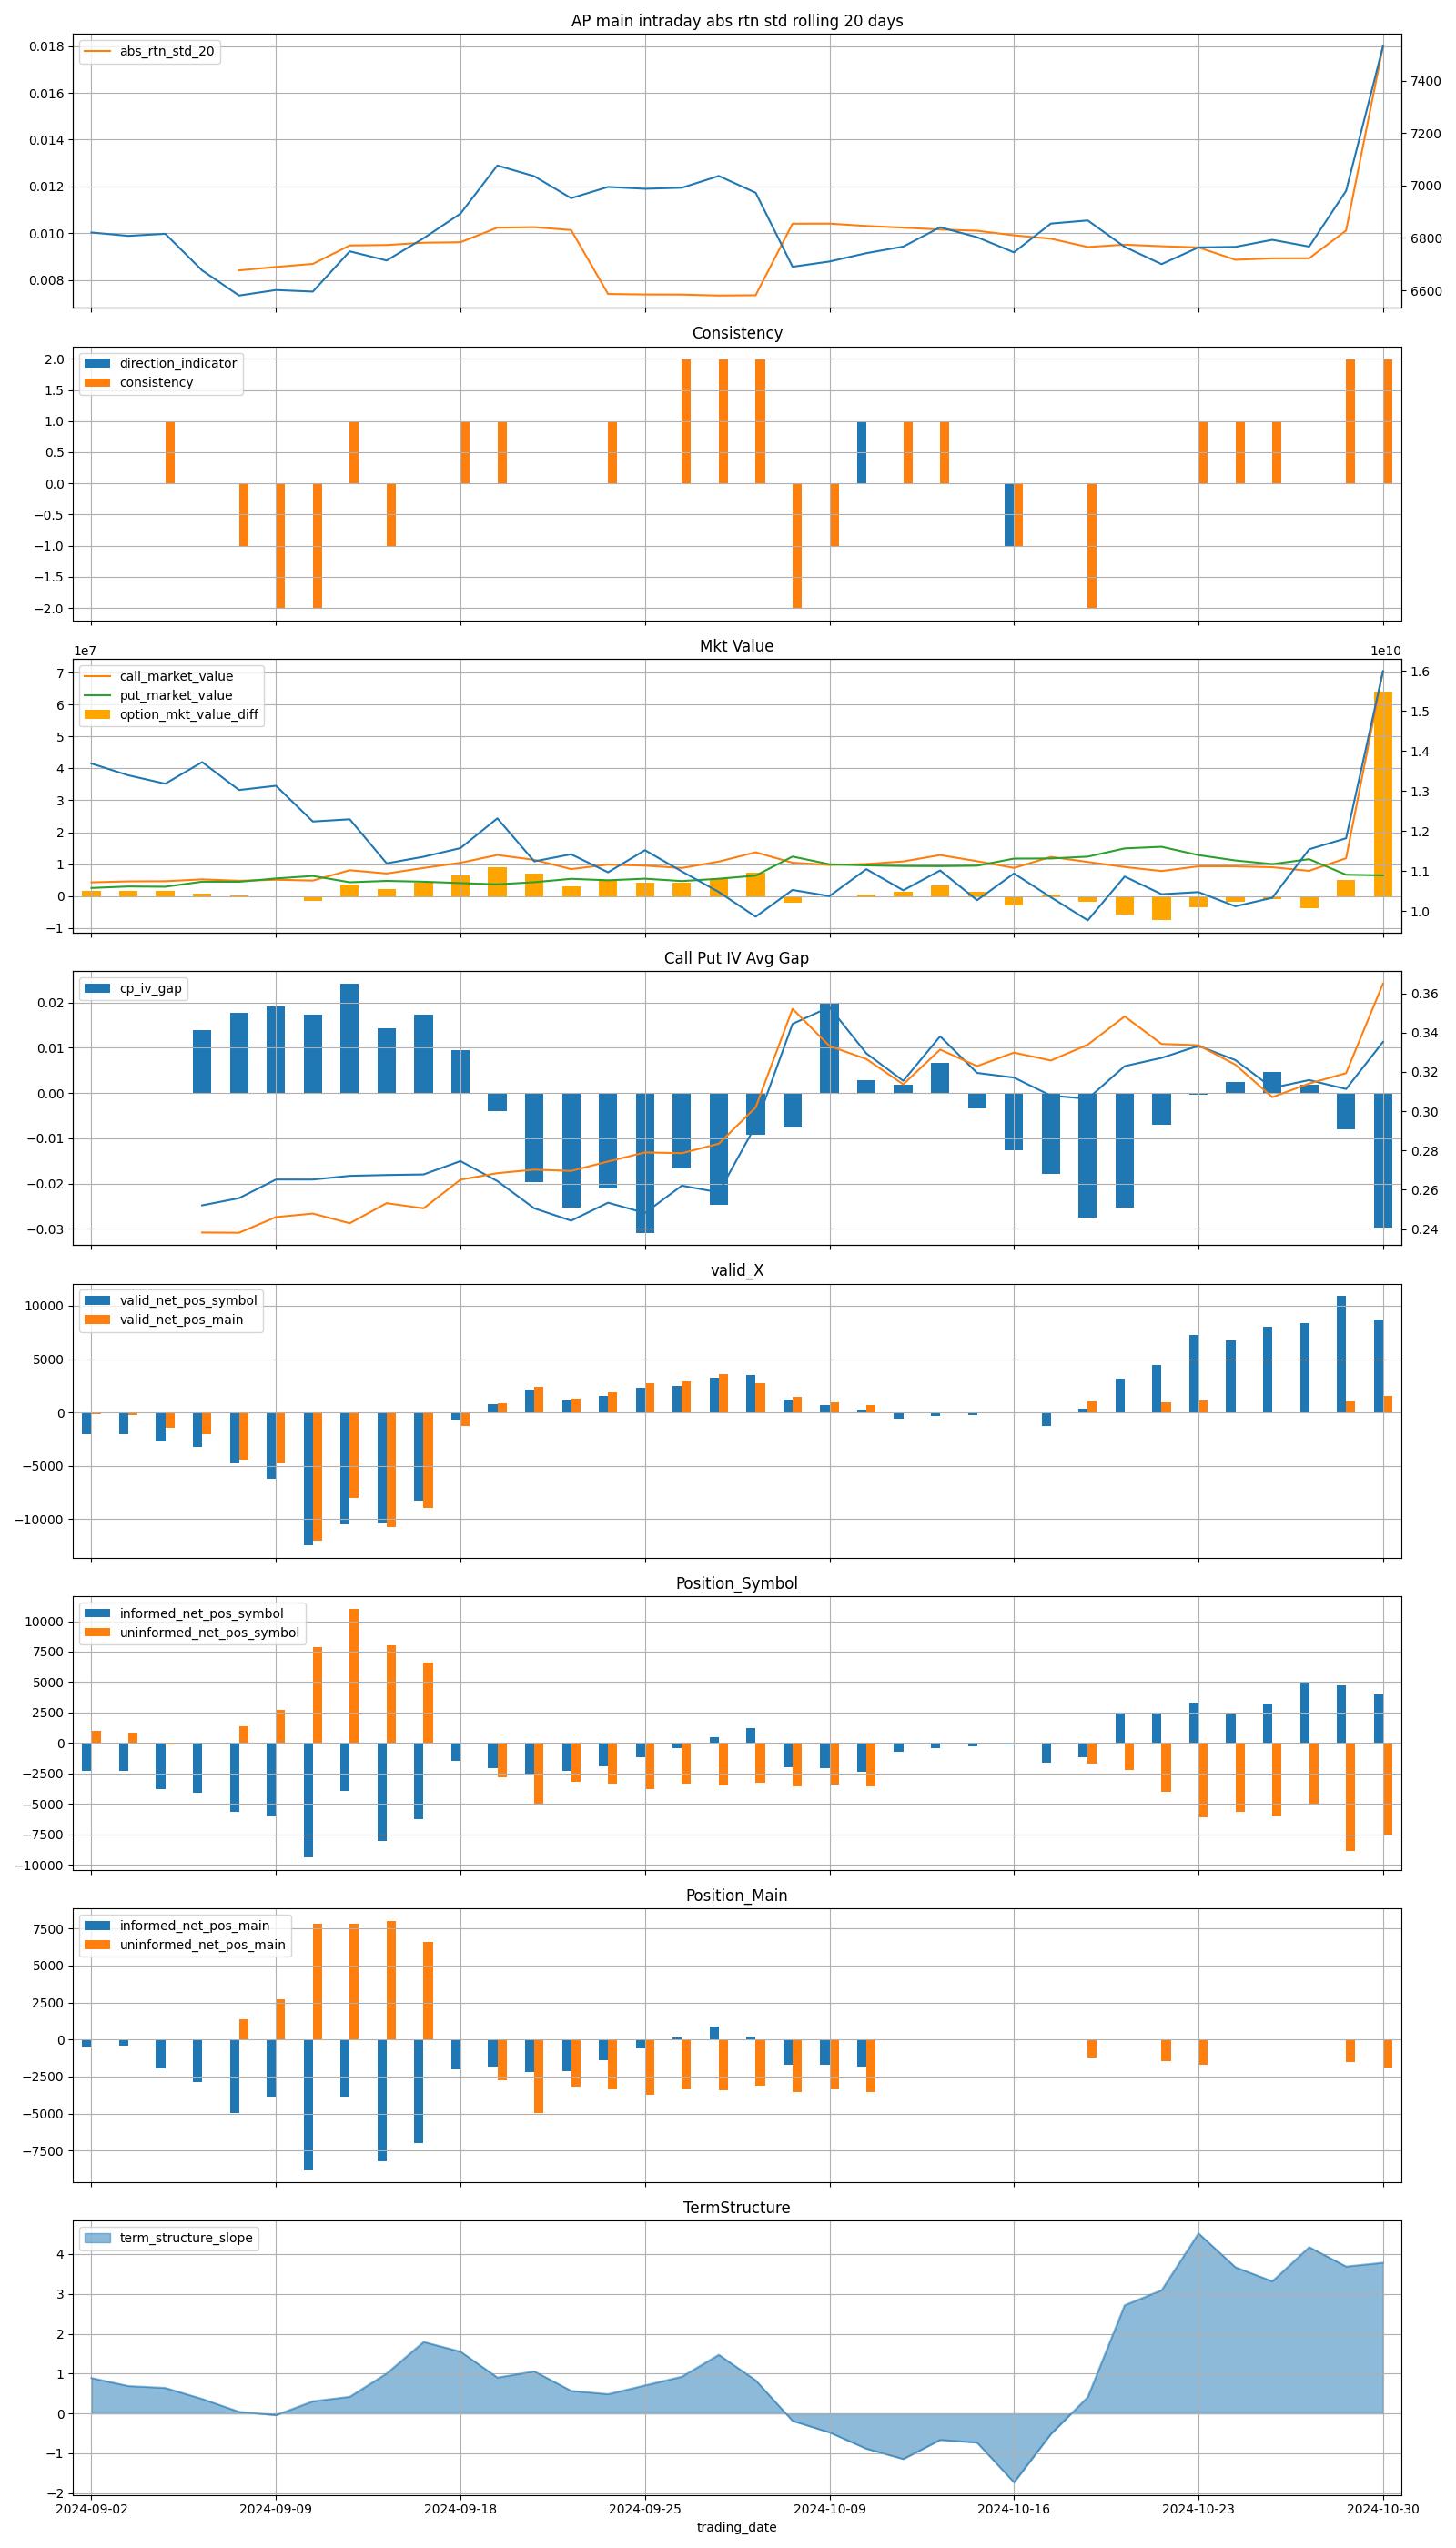 AP main intraday abs rtn std rolling 20 days
abs_rtn_std_20
0.018
0.016
0.014
0.012
0.010
0.008
7400
7200
7000
6800
6600
Consistency
direction_indicator
consistency
2.0
1.5
1.0
0.5
0.0
−0.5
−1.0
−1.5
−2.0
Mkt Value
1e7
1e10
call_market_value
put_market_value
option_mkt_value_diff
7
6
5
4
3
2
1
0
−1
1.6
1.5
1.4
1.3
1.2
1.1
1.0
Call Put IV Avg Gap
cp_iv_gap
0.02
0.01
0.00
−0.01
−0.02
−0.03
0.36
0.34
0.32
0.30
0.28
0.26
0.24
valid_X
valid_net_pos_symbol
valid_net_pos_main
10000
5000
0
−5000
−10000
Position_Symbol
informed_net_pos_symbol
uninformed_net_pos_symbol
10000
7500
5000
2500
0
−2500
−5000
−7500
−10000
Position_Main
informed_net_pos_main
uninformed_net_pos_main
7500
5000
2500
0
−2500
−5000
−7500
TermStructure
term_structure_slope
4
3
2
1
0
−1
−2
2024-09-02 2024-09-09 2024-09-18 2024-09-25 2024-10-09 2024-10-16 2024-10-23 2024-10-30
trading_date